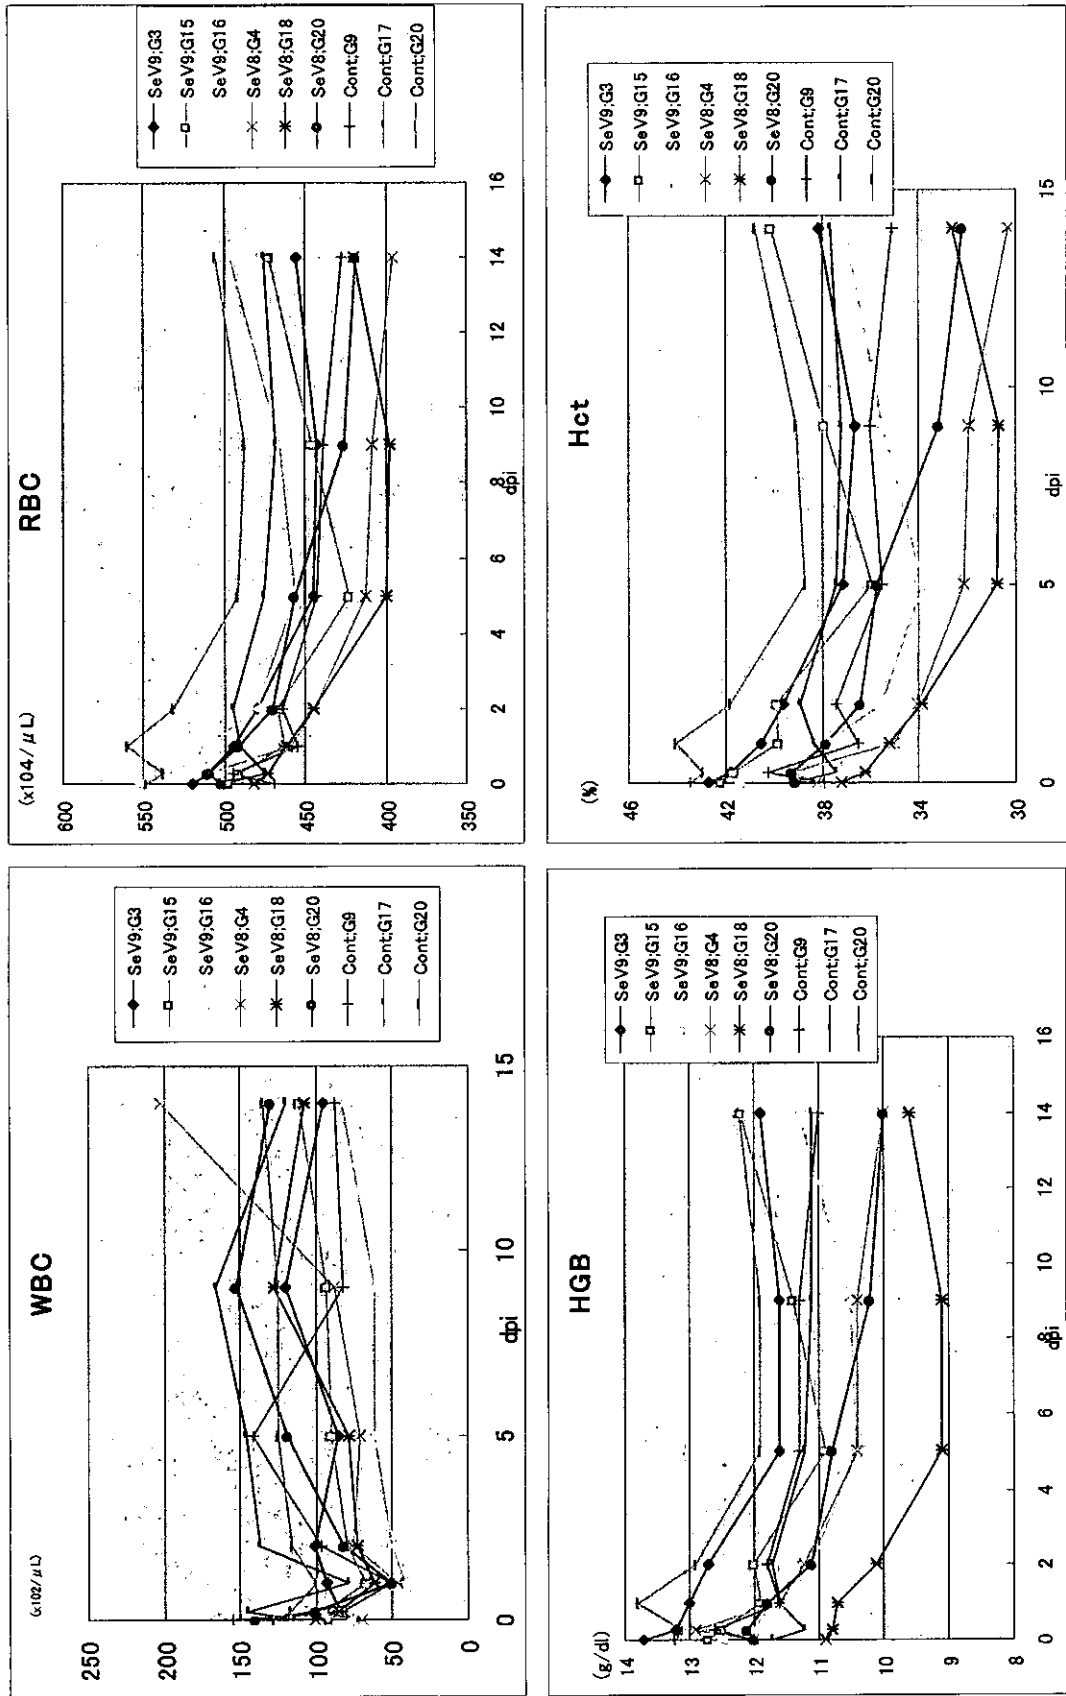 WBC
(x102/μL)
250
200
150
100
50
0
0
5
10
15
dpi
SeV9;G3
SeV9;G15
SeV9;G16
SeV8;G4
SeV8;G18
SeV8;G20
Cont;G9
Cont;G17
Cont;G20
RBC
(x104/μL)
600
550
500
450
400
350
0
2
4
6
8
10
12
14
16
dpi
SeV9;G3
SeV9;G15
SeV9;G16
SeV8;G4
SeV8;G18
SeV8;G20
Cont;G9
Cont;G17
Cont;G20
HGB
(g/dl)
14
13
12
11
10
9
8
0
2
4
6
8
10
12
14
16
dpi
SeV9;G3
SeV9;G15
SeV9;G16
SeV8;G4
SeV8;G18
SeV8;G20
Cont;G9
Cont;G17
Cont;G20
Hct
(%)
46
42
38
34
30
0
5
10
15
dpi
SeV9;G3
SeV9;G15
SeV9;G16
SeV8;G4
SeV8;G18
SeV8;G20
Cont;G9
Cont;G17
Cont;G20